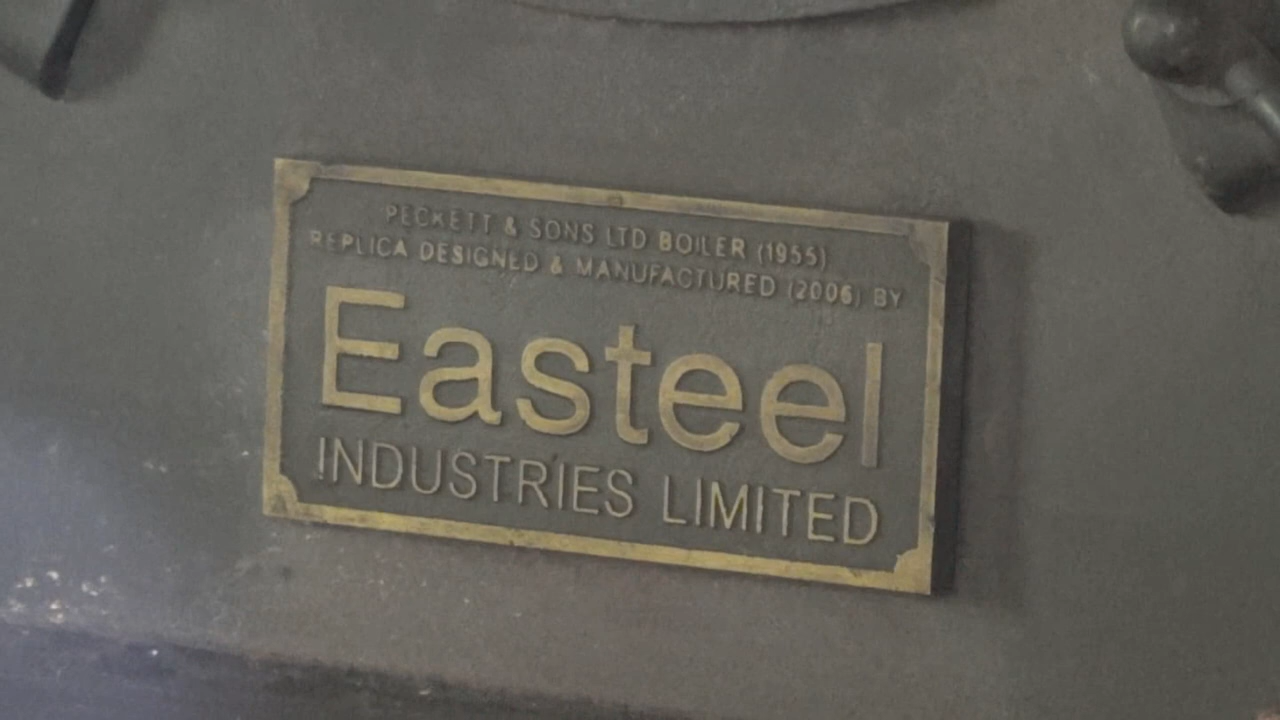 PECKETT & SONS LTD BOILER (1955)
REPLICA DESIGNED & MANUFACTURED (2006) BY
Easteel
INDUSTRIES LIMITED